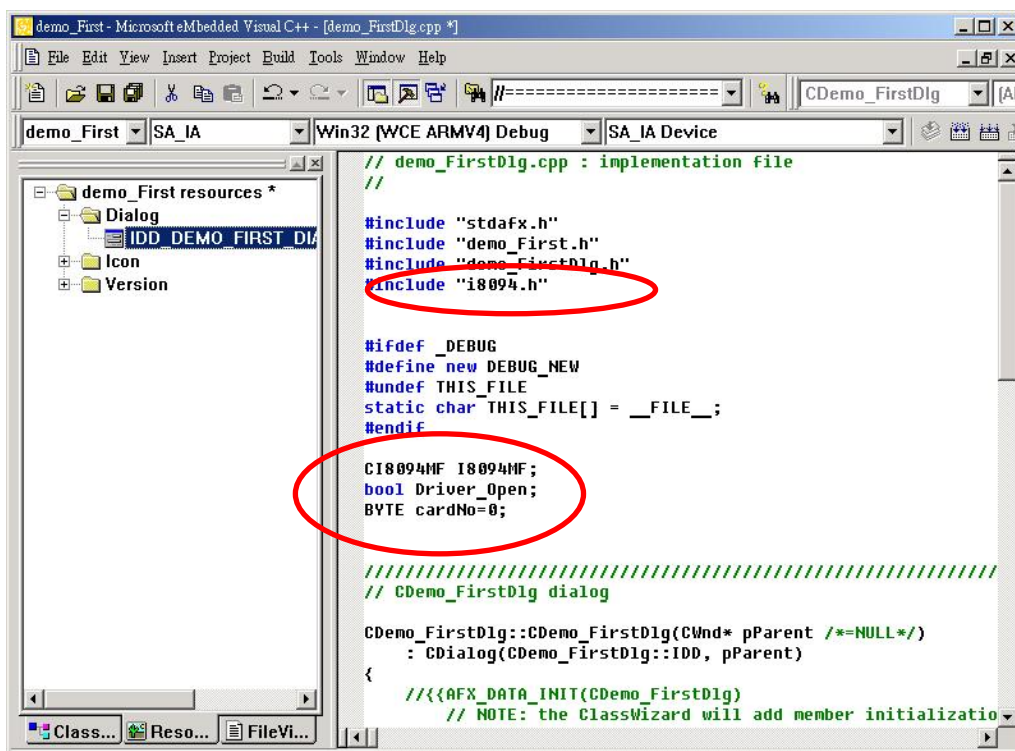 demo_First - Microsoft eMbedded Visual C++ - [demo_FirstDlg.cpp *]
File Edit View Insert Project Build Tools Window Help
//===================== CDemo_FirstDlg
demo_First SA_IA Win32 (WCE ARMV4) Debug SA_IA Device
demo_First resources *
Dialog
IDD_DEMO_FIRST_DIA
Icon
Version
// demo_FirstDlg.cpp : implementation file
//
#include "stdafx.h"
#include "demo_First.h"
#include "demo_FirstDlg.h"
#include "i8094.h"
#ifdef _DEBUG
#define new DEBUG_NEW
#undef THIS_FILE
static char THIS_FILE[] = __FILE__;
#endif
CI8094MF I8094MF;
bool Driver_Open;
BYTE cardNo=0;
//////////////////////////////////////////////////////////////
// CDemo_FirstDlg dialog
CDemo_FirstDlg::CDemo_FirstDlg(CWnd* pParent /*=NULL*/)
: CDialog(CDemo_FirstDlg::IDD, pParent)
{
//{{AFX_DATA_INIT(CDemo_FirstDlg)
// NOTE: the ClassWizard will add member initializatio
Class... Reso... FileVi...